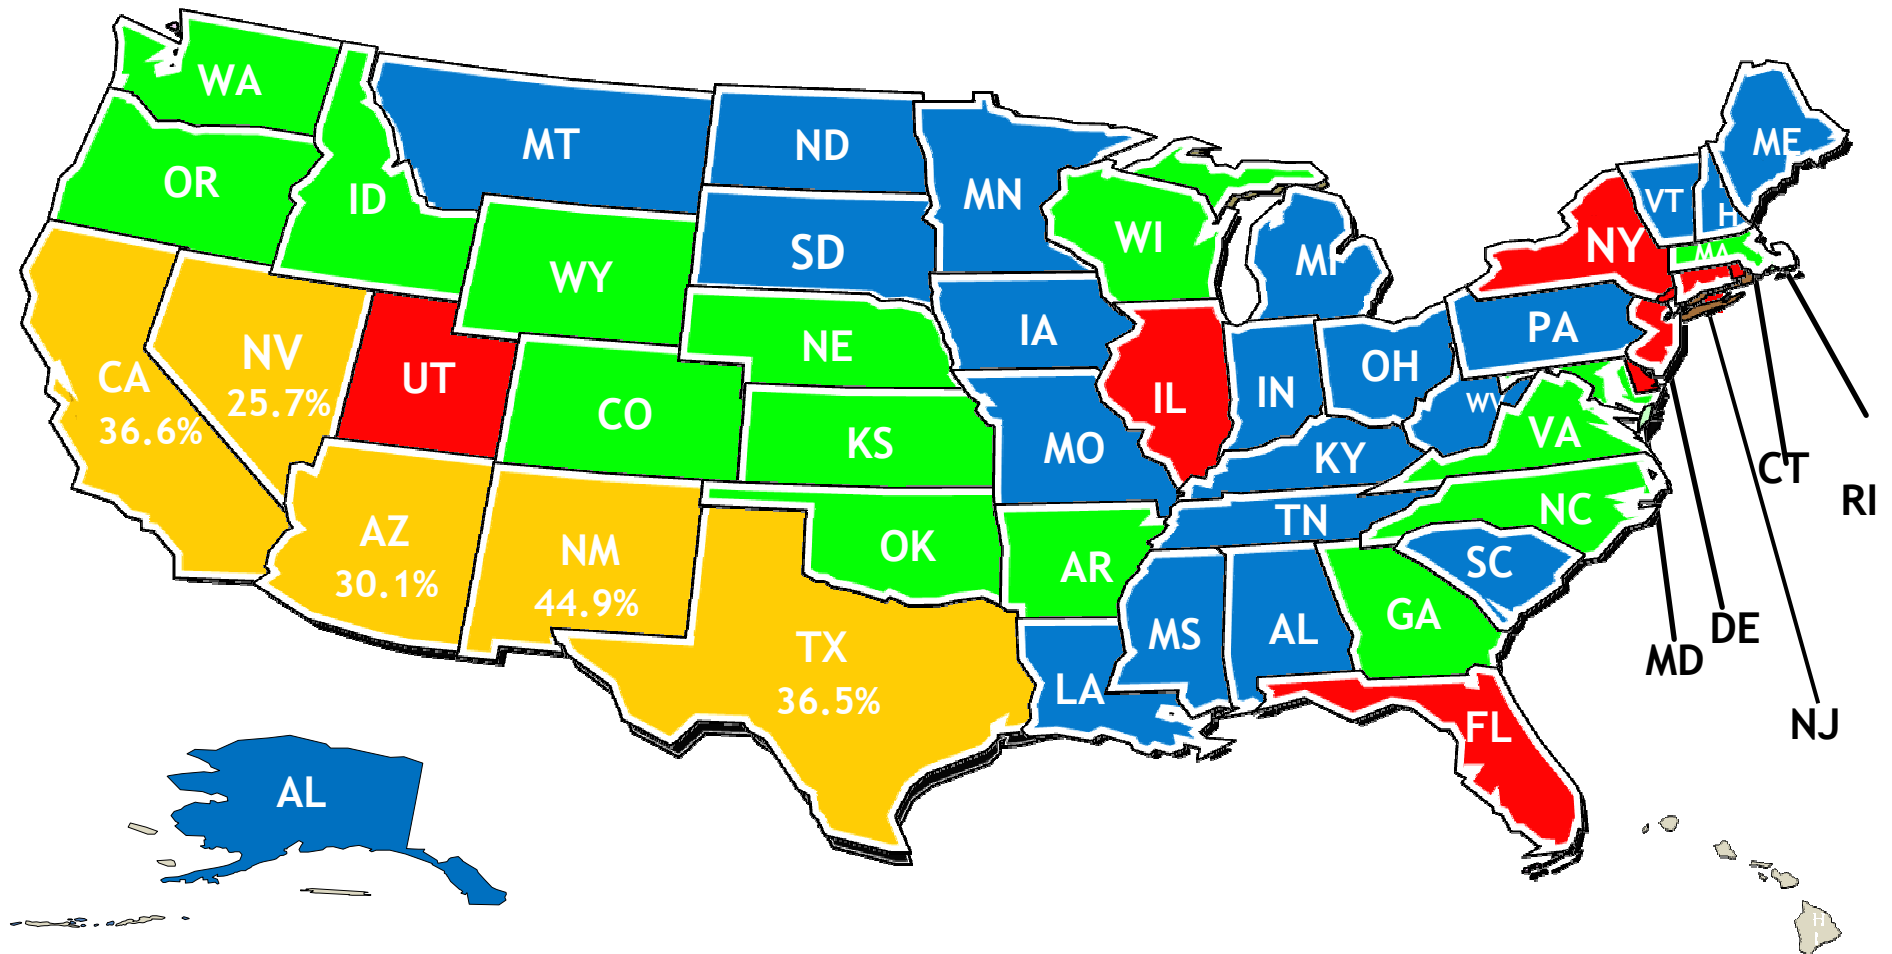 WA
MT
ND
ME
OR
ID
MN
VT
H
WI
NY
MA
SD
MI
WY
IA
PA
NV
25.7%
NE
CA
36.6%
UT
OH
IL
IN
WV
CO
KS
MO
KY
VA
CT
RI
AZ
30.1%
NM
44.9%
OK
AR
TN
NC
SC
TX
36.5%
MS
AL
GA
DE
MD
LA
FL
NJ
AL
H